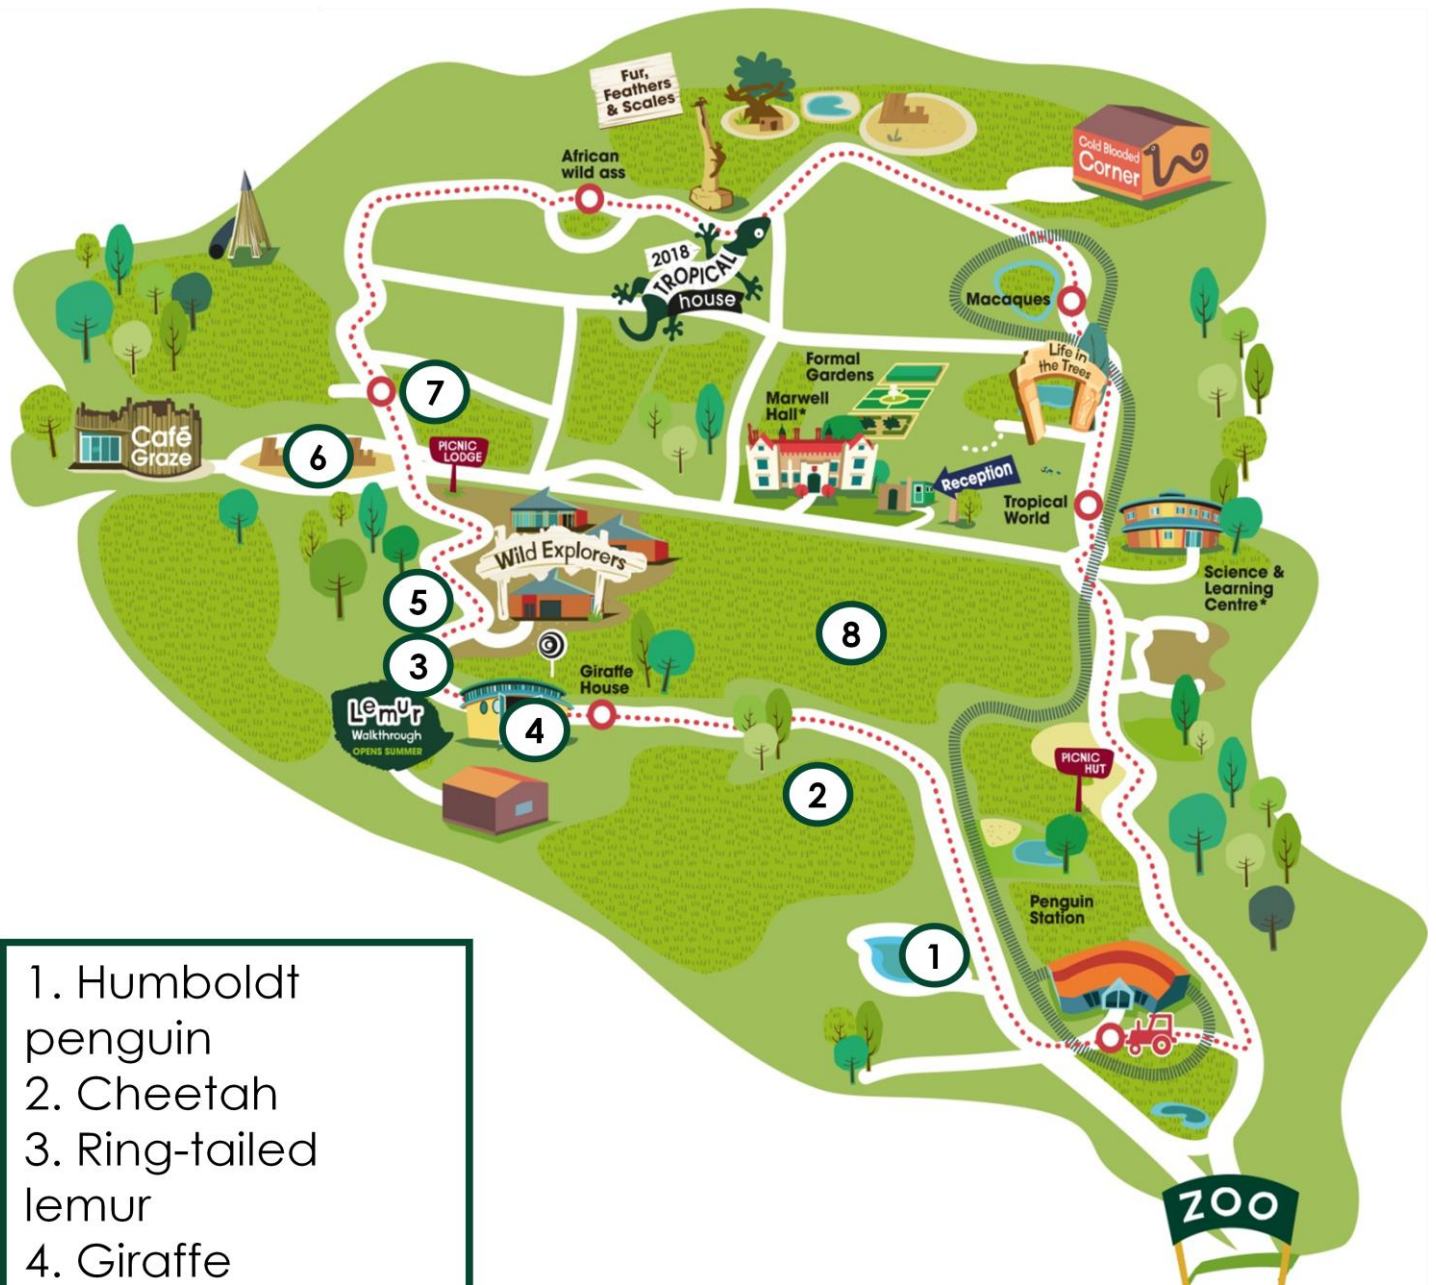 Fur,
Feathers
& Scales
African
wild ass
Cold Blooded
Corner
2018
TROPICAL
house
Macaques
Life in
the Trees
Formal
Gardens
Marwell
Hall*
7
Café
Graze
6
PICNIC
LODGE
Reception
Tropical
World
Wild Explorers
Science &
Learning
Centre*
5
8
3
Giraffe
House
Lemur
Walkthrough
OPENS SUMMER
4
PICNIC
HUT
2
Penguin
Station
1
1. Humboldt
penguin
2. Cheetah
3. Ring-tailed
lemur
4. Giraffe
ZOO